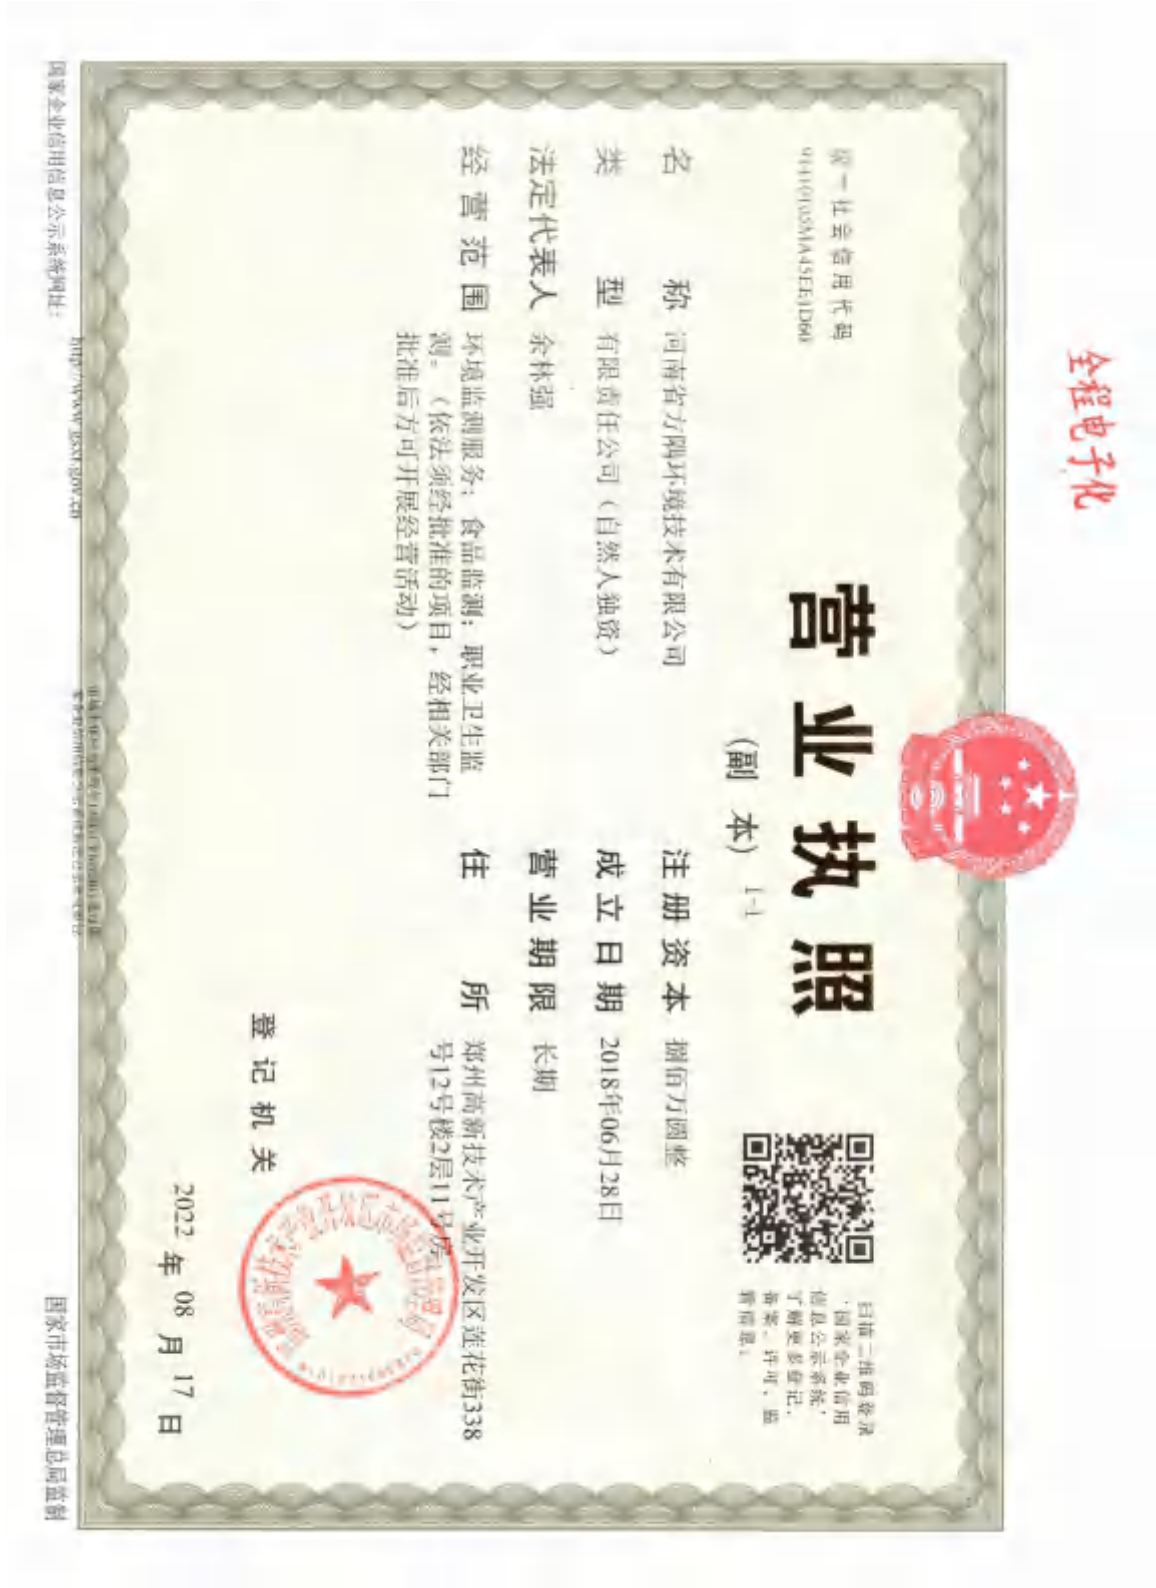 全程电子化
营业执照
(副 本) 1-1
统一社会信用代码
扫描二维码登录
'国家企业信用
信息公示系统'
了解更多登记、
备案、许可、监
管信息。
名称 河南省方隅环境技术有限公司
类型 有限责任公司（自然人独资）
法定代表人 余林强
经营范围 环境监测服务；食品监测；职业卫生监
测。（依法须经批准的项目，经相关部门
批准后方可开展经营活动）
注册资本 捌佰万圆整
成立日期 2018年06月28日
营业期限 长期
住所 郑州高新技术产业开发区莲花街338
号12号楼2层11号房
登记机关
2022 年 08 月 17 日
国家企业信用信息公示系统网址：
http://www.gsxt.gov.cn
国家市场监督管理总局监制